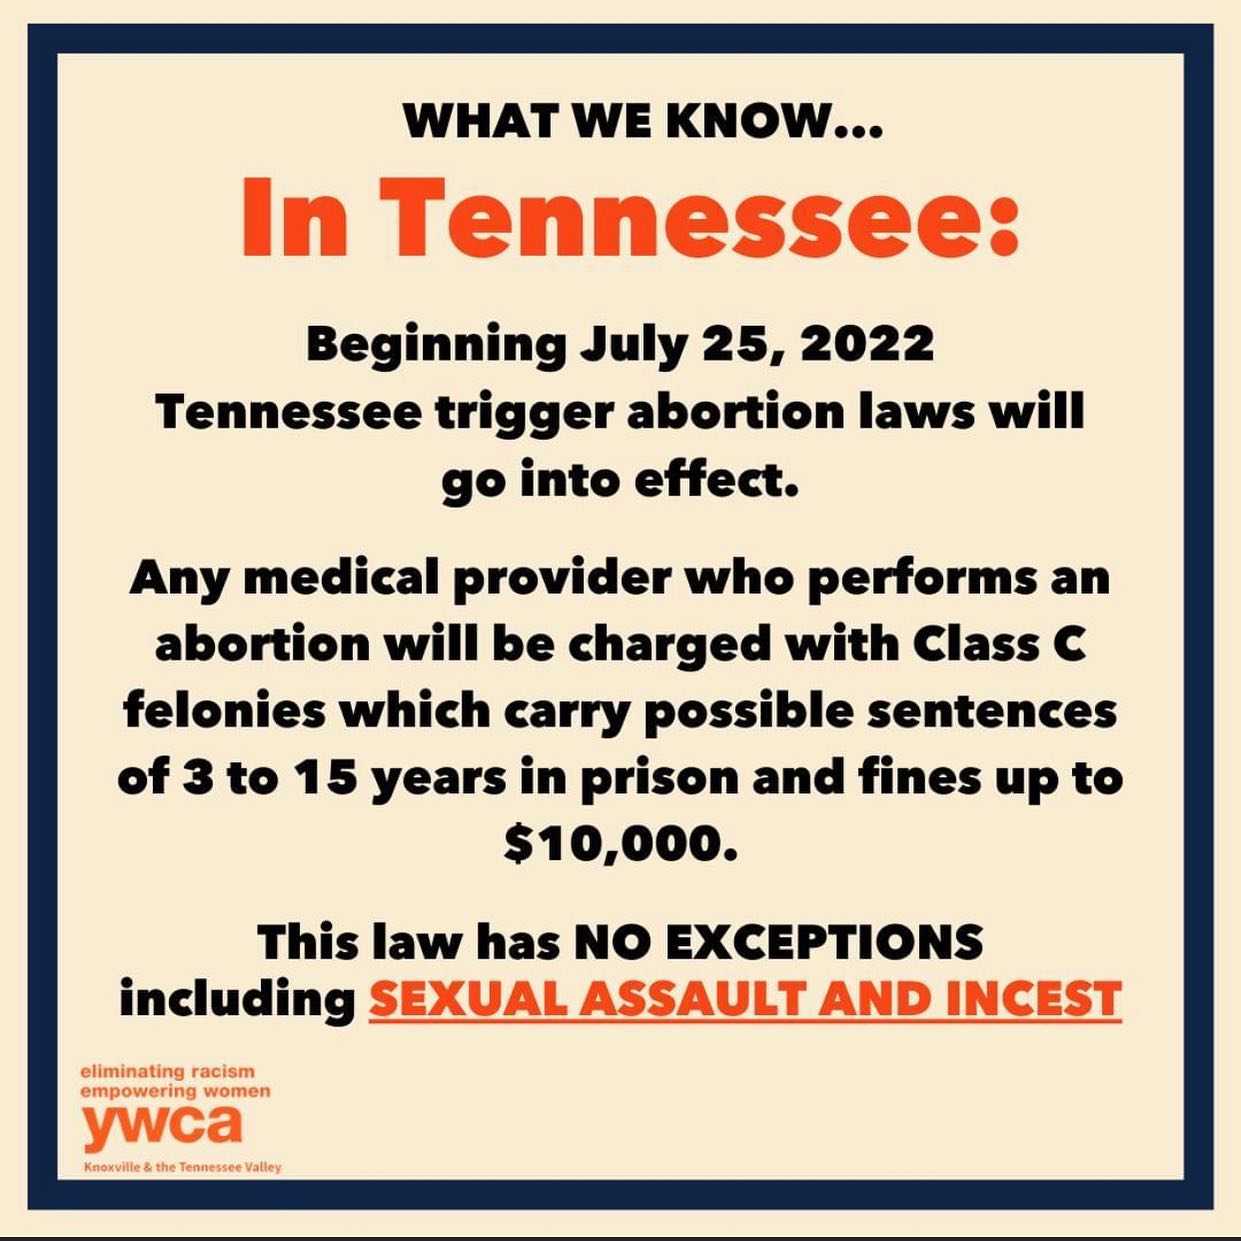 WHAT WE KNOW...
In Tennessee:
Beginning July 25, 2022
Tennessee trigger abortion laws will
go into effect.
Any medical provider who performs an
abortion will be charged with Class C
felonies which carry possible sentences
of 3 to 15 years in prison and fines up to
$10,000.
This law has NO EXCEPTIONS
including SEXUAL ASSAULT AND INCEST
eliminating racism
empowering women
ywca
Knoxville & the Tennessee Valley